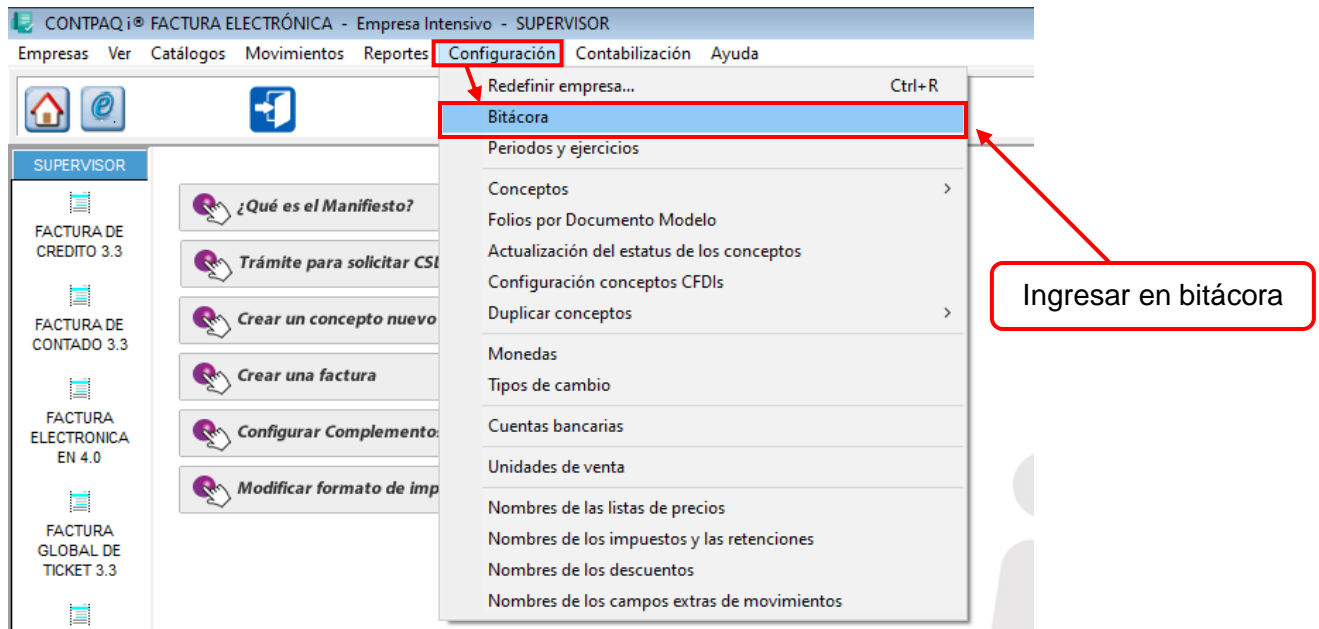 CONTPAQ i® FACTURA ELECTRÓNICA - Empresa Intensivo - SUPERVISOR
Empresas Ver Catálogos Movimientos Reportes Configuración Contabilización Ayuda
Redefinir empresa... Ctrl+R
Bitácora
Periodos y ejercicios
Conceptos >
Folios por Documento Modelo
Actualización del estatus de los conceptos
Configuración conceptos CFDIs
Duplicar conceptos >
Monedas
Tipos de cambio
Cuentas bancarias
Unidades de venta
Nombres de las listas de precios
Nombres de los impuestos y las retenciones
Nombres de los descuentos
Nombres de los campos extras de movimientos
SUPERVISOR
FACTURA DE
CREDITO 3.3
FACTURA DE
CONTADO 3.3
FACTURA
ELECTRONICA
EN 4.0
FACTURA
GLOBAL DE
TICKET 3.3
¿Qué es el Manifiesto?
Trámite para solicitar
Crear un concepto nuevo
Crear una factura
Configurar Complemento
Modificar formato de imp
Ingresar en bitácora